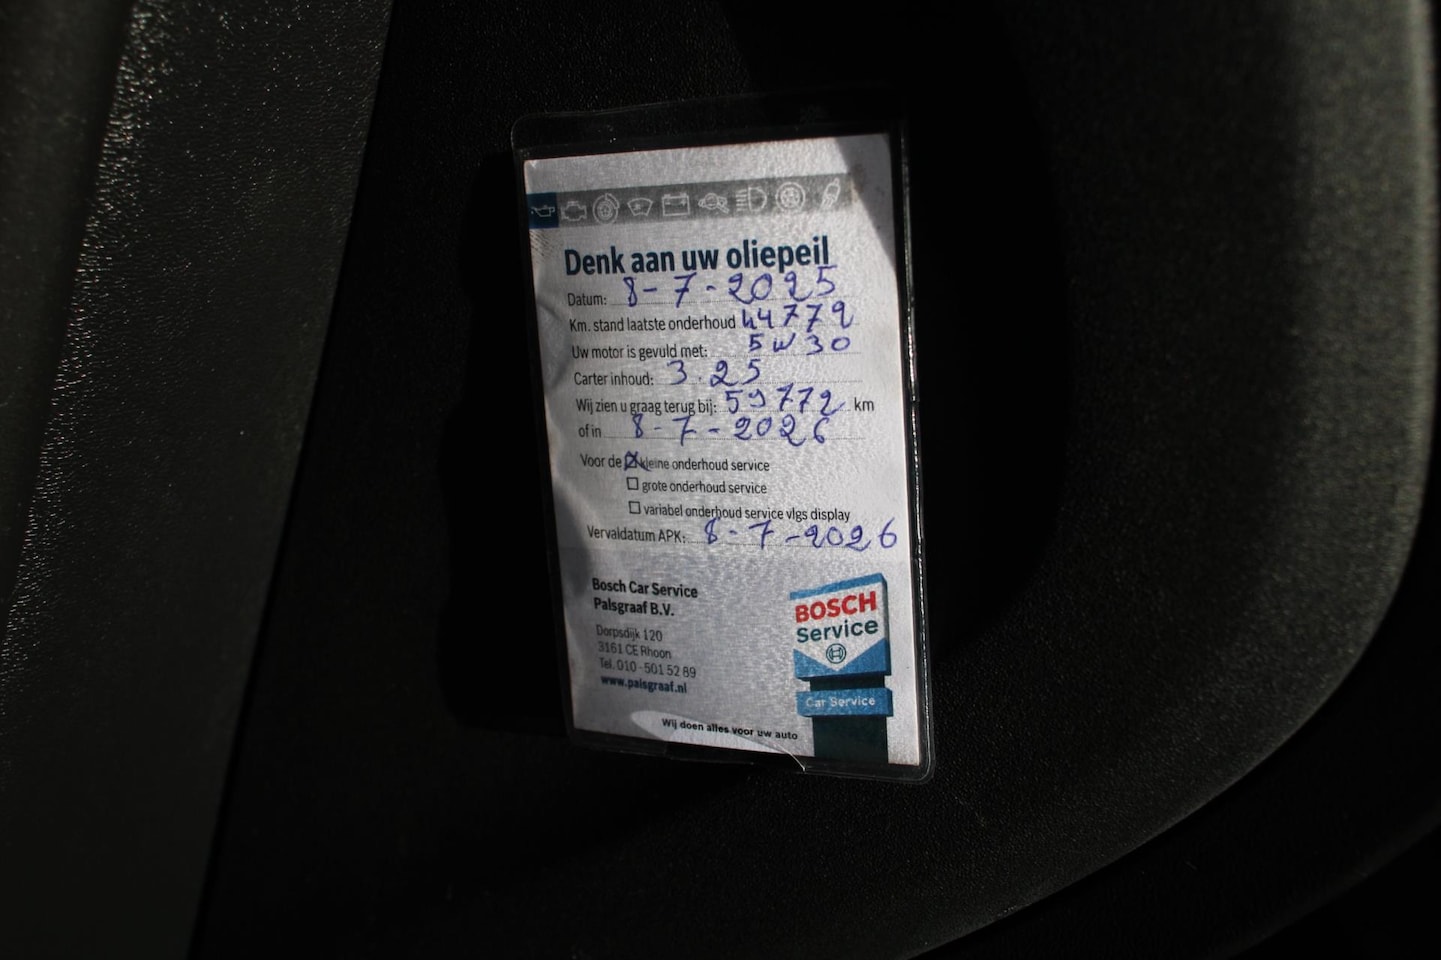 Denk aan uw oliepeil
Datum: 8-7-2025
Km. stand laatste onderhoud 44772
Uw motor is gevuld met: 5W30
Carter inhoud: 3.25
Wij zien u graag terug bij: 59772 km
of in 8-7-2026
Voor de ☒ kleine onderhoud service
☐ grote onderhoud service
☐ variabel onderhoud service vlgs display
Vervaldatum APK: 8-7-2026
Bosch Car Service
Palsgraaf B.V.
Dorpsdijk 120
3161 CE Rhoon
Tel. 010-501 52 89
www.palsgraaf.nl
BOSCH
Service
Car Service
Wij doen alles voor uw auto